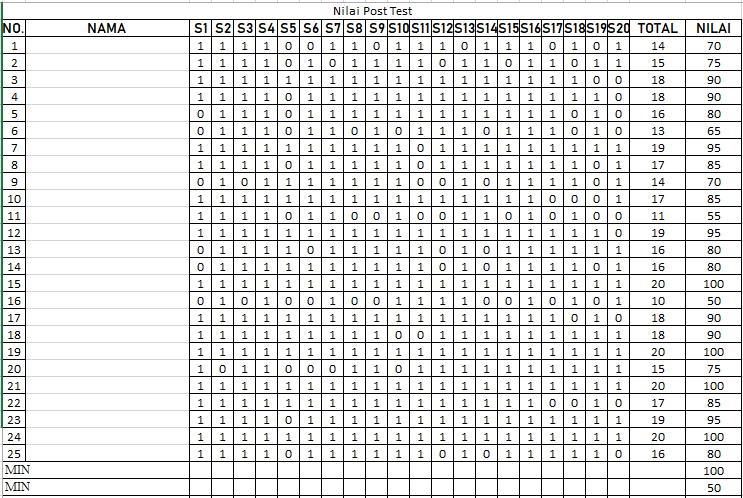 Nilai Post Test
NO. NAMA S1 S2 S3 S4 S5 S6 S7 S8 S9 S10 S11 S12 S13 S14 S15 S16 S17 S18 S19 S20 TOTAL NILAI
1 1 1 1 1 0 0 1 1 0 1 1 1 0 1 1 1 0 1 0 1 14 70
2 1 1 1 1 0 1 0 1 1 1 1 0 1 1 0 1 1 0 1 1 15 75
3 1 1 1 1 1 1 1 1 1 1 1 1 1 1 1 1 1 0 1 0 18 90
4 1 1 1 1 0 1 1 1 1 1 1 1 1 1 1 1 1 1 1 0 18 90
5 0 1 1 1 0 1 1 1 1 1 1 1 1 1 1 1 1 0 1 0 16 80
6 0 1 1 1 0 1 1 0 1 0 1 1 1 0 1 1 1 0 1 0 13 65
7 1 1 1 1 1 1 1 1 1 1 0 1 1 1 1 1 1 1 1 1 19 95
8 1 1 1 1 0 1 1 1 1 1 0 1 1 1 1 1 1 1 0 1 17 85
9 0 1 0 1 1 1 1 1 1 1 0 0 1 0 1 1 1 1 0 1 14 70
10 1 1 1 1 1 1 1 1 1 1 1 1 1 1 1 1 0 0 0 1 17 85
11 1 1 1 1 0 1 1 0 0 1 0 0 1 1 0 1 0 1 0 0 11 55
12 1 1 1 1 1 1 1 1 1 1 1 1 1 1 1 1 1 1 1 0 19 95
13 0 1 1 1 1 0 1 1 1 1 1 0 1 0 1 1 1 1 1 1 16 80
14 0 1 1 1 1 1 1 1 1 1 1 0 1 0 1 1 1 1 0 1 16 80
15 1 1 1 1 1 1 1 1 1 1 1 1 1 1 1 1 1 1 1 1 20 100
16 0 1 0 1 0 0 1 0 0 1 1 1 1 0 0 1 0 1 0 1 10 50
17 1 1 1 1 1 1 1 1 1 1 1 1 1 1 1 1 1 0 1 0 18 90
18 1 1 1 1 1 1 1 1 1 0 0 1 1 1 1 1 1 1 1 1 18 90
19 1 1 1 1 1 1 1 1 1 1 1 1 1 1 1 1 1 1 1 1 20 100
20 1 0 1 1 0 0 0 1 1 0 1 1 1 1 1 1 1 1 1 1 15 75
21 1 1 1 1 1 1 1 1 1 1 1 1 1 1 1 1 1 1 1 1 20 100
22 1 1 1 1 1 1 1 1 1 1 1 1 1 1 1 1 0 0 1 0 17 85
23 1 1 1 1 0 1 1 1 1 1 1 1 1 1 1 1 1 1 1 1 19 95
24 1 1 1 1 1 1 1 1 1 1 1 1 1 1 1 1 1 1 1 1 20 100
25 1 1 1 1 0 1 1 1 1 1 1 0 1 0 1 1 1 1 1 0 16 80
MIN 100
MIN 50